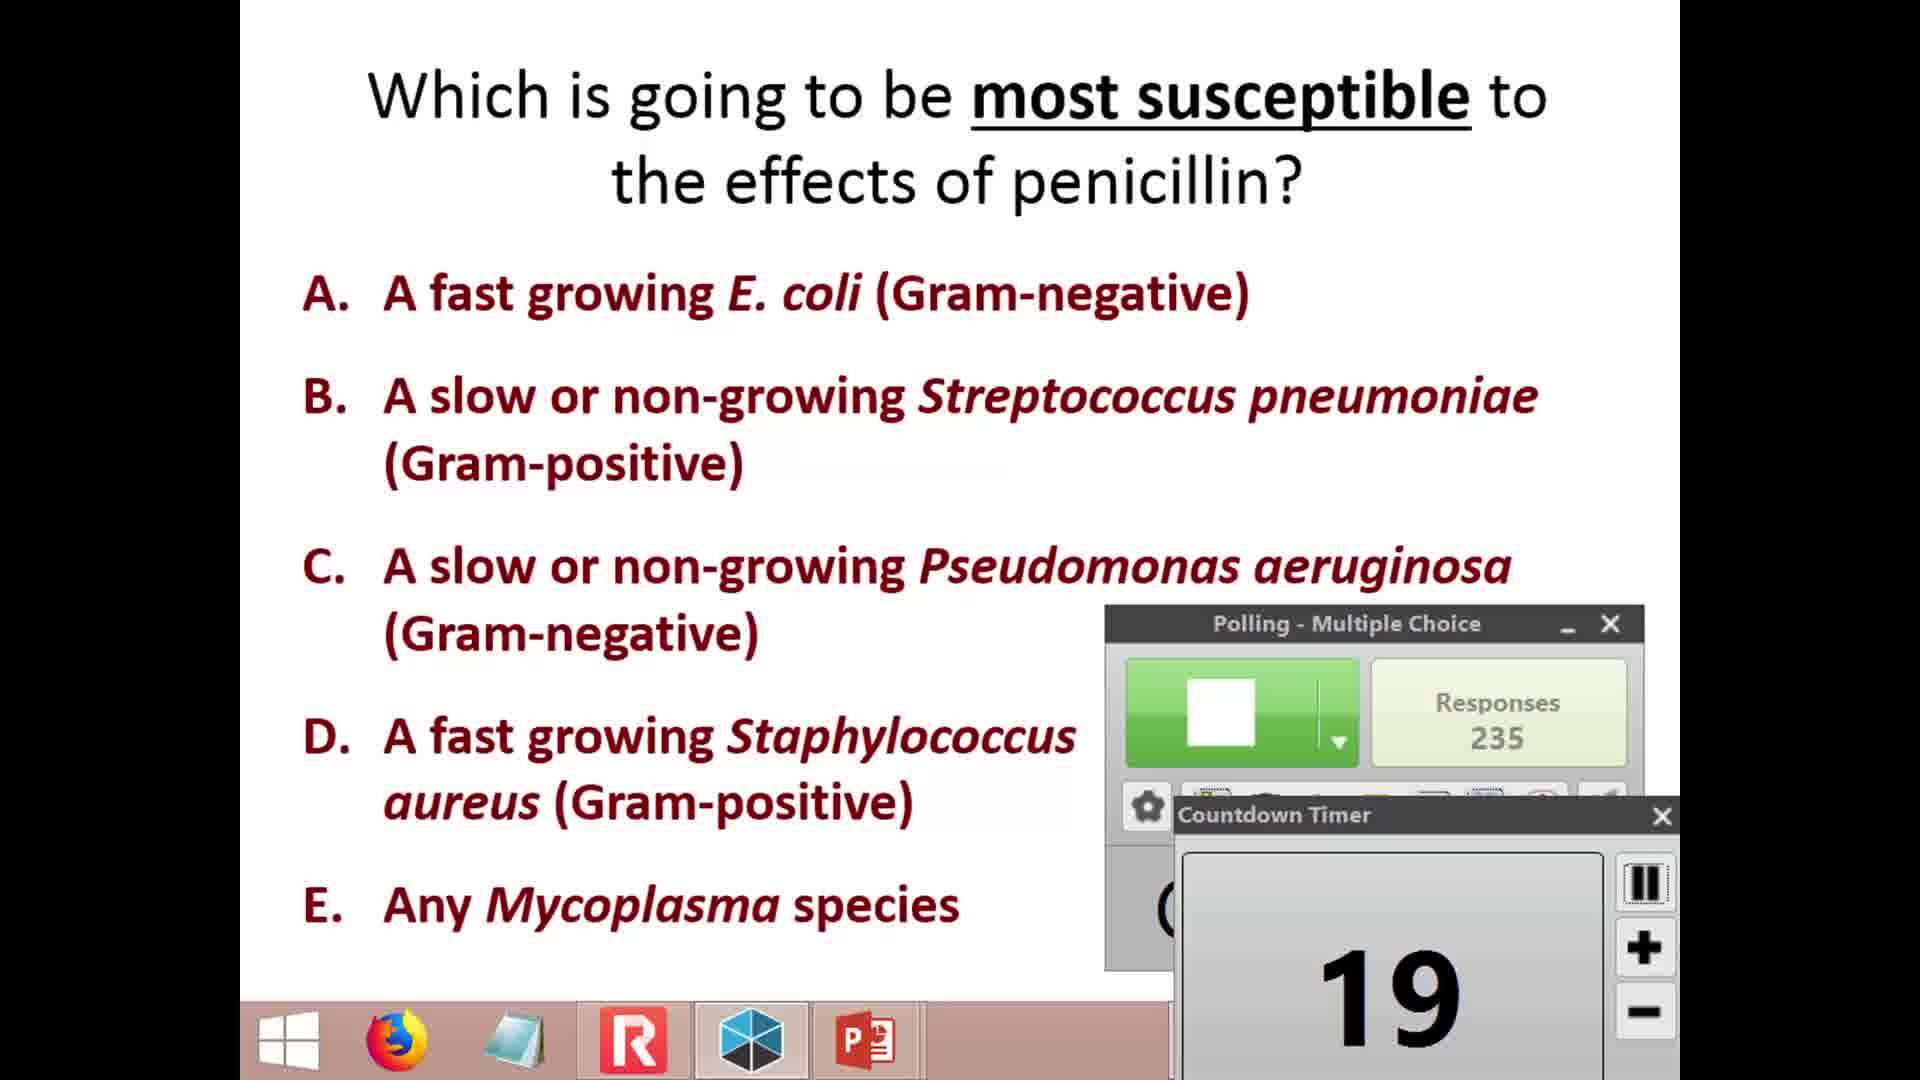 Which is going to be most susceptible to
the effects of penicillin?
A. A fast growing E. coli (Gram-negative)
B. A slow or non-growing Streptococcus pneumoniae
(Gram-positive)
C. A slow or non-growing Pseudomonas aeruginosa
(Gram-negative)
D. A fast growing Staphylococcus
aureus (Gram-positive)
E. Any Mycoplasma species
Polling - Multiple Choice
Responses
235
Countdown Timer
19